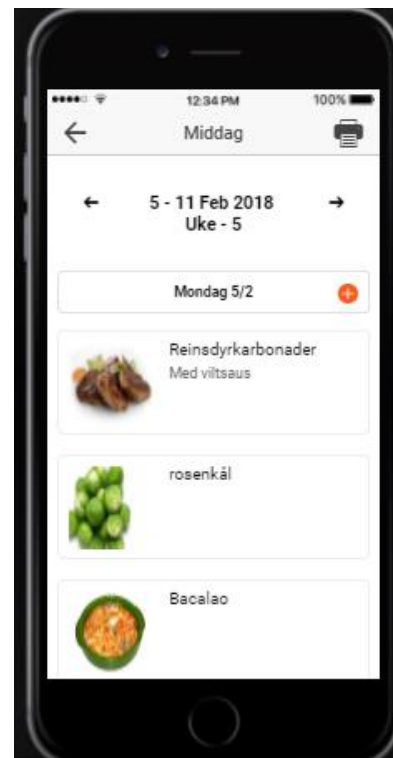 12:34 PM 100%
Middag
5 - 11 Feb 2018
Uke - 5
Mondag 5/2
Reinsdyrkarbonader
Med viltsaus
rosenkål
Bacalao